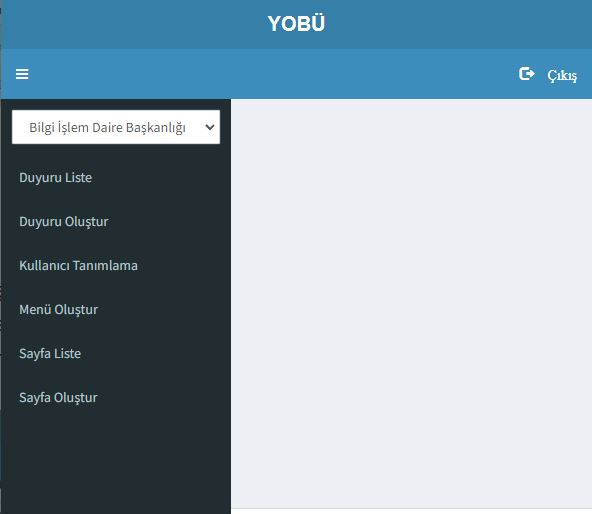 YOBÜ
Çıkış
Bilgi İşlem Daire Başkanlığı
Duyuru Liste
Duyuru Oluştur
Kullanıcı Tanımlama
Menü Oluştur
Sayfa Liste
Sayfa Oluştur